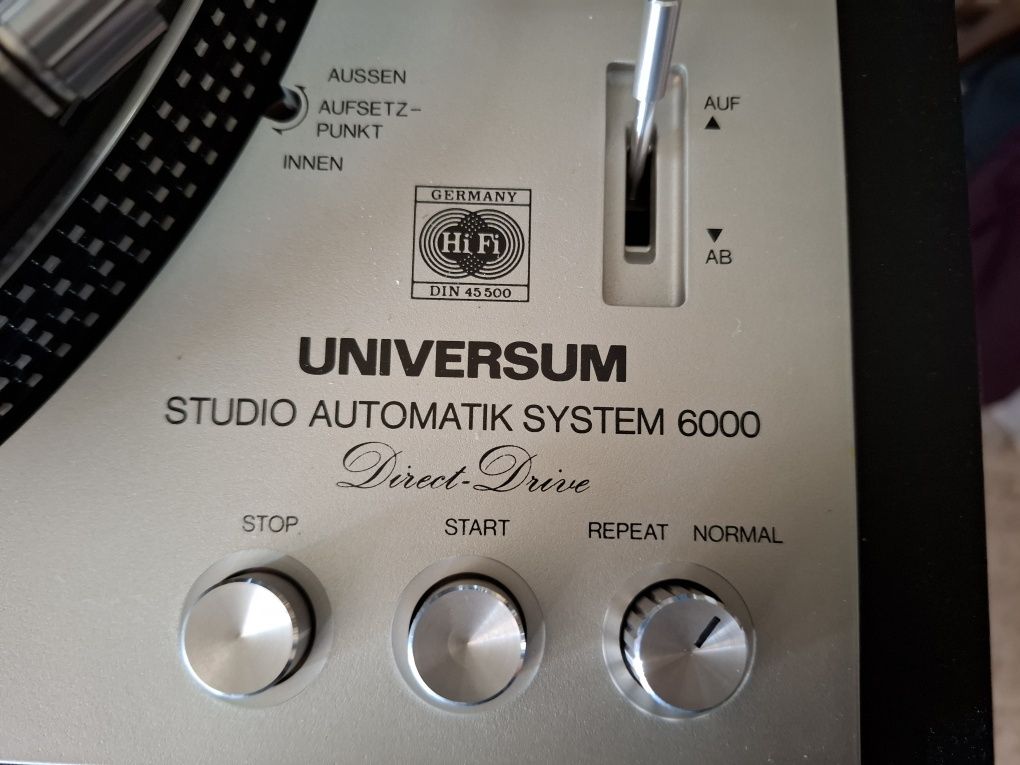 AUSSEN
AUFSETZ-
PUNKT
INNEN
AUF
AB
GERMANY
Hi Fi
DIN 45 500
UNIVERSUM
STUDIO AUTOMATIK SYSTEM 6000
Direct-Drive
STOP
START
REPEAT NORMAL